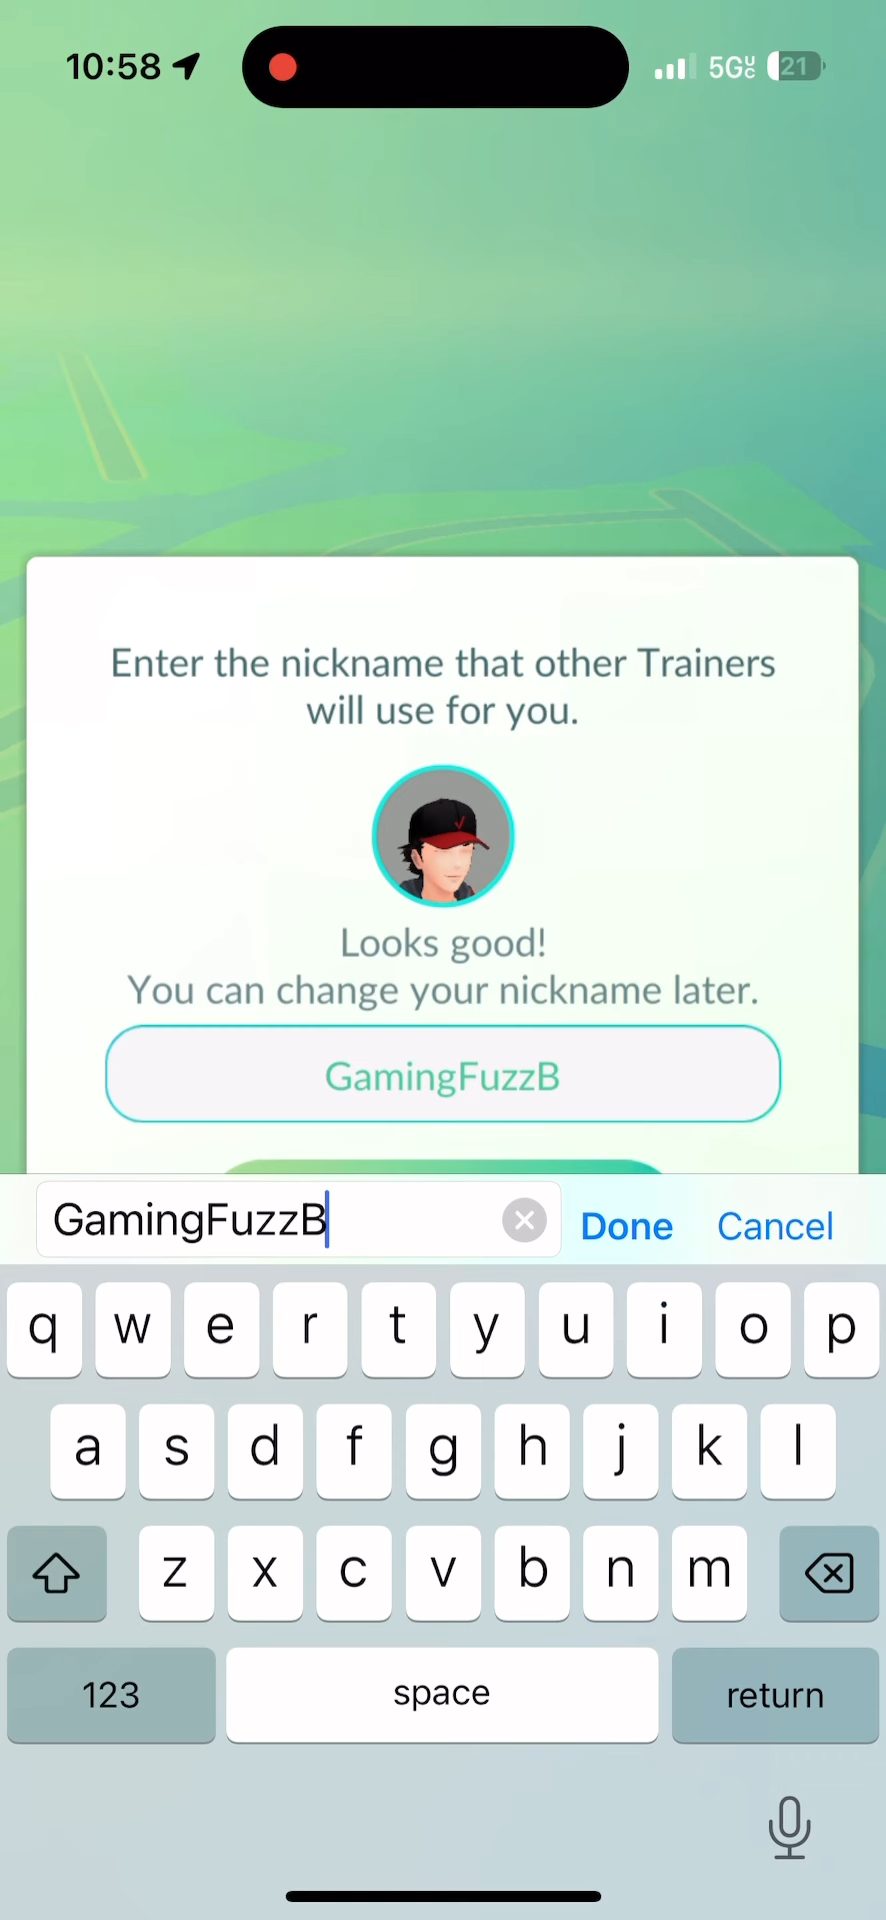 10:58
5GUC
21
Enter the nickname that other Trainers
will use for you.
Looks good!
You can change your nickname later.
GamingFuzzB
GamingFuzzB Done Cancel
q w e r t y u i o p
a s d f g h j k l
z x c v b n m
123 space return